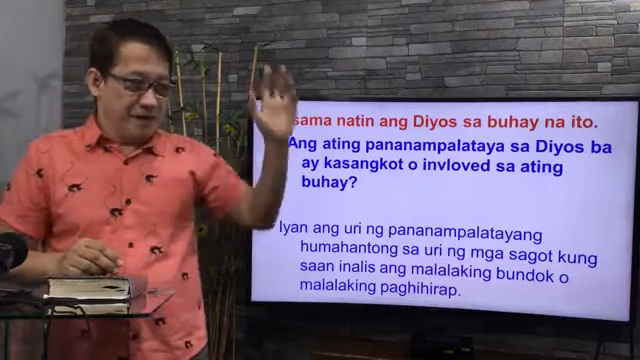 sama natin ang Diyos sa buhay na ito.
Ang ating pananampalataya sa Diyos ba
ay kasangkot o invloved sa ating
buhay?
Iyan ang uri ng pananampalatayang
humahantong sa uri ng mga sagot kung
saan inalis ang malalaking bundok o
malalaking paghihirap.